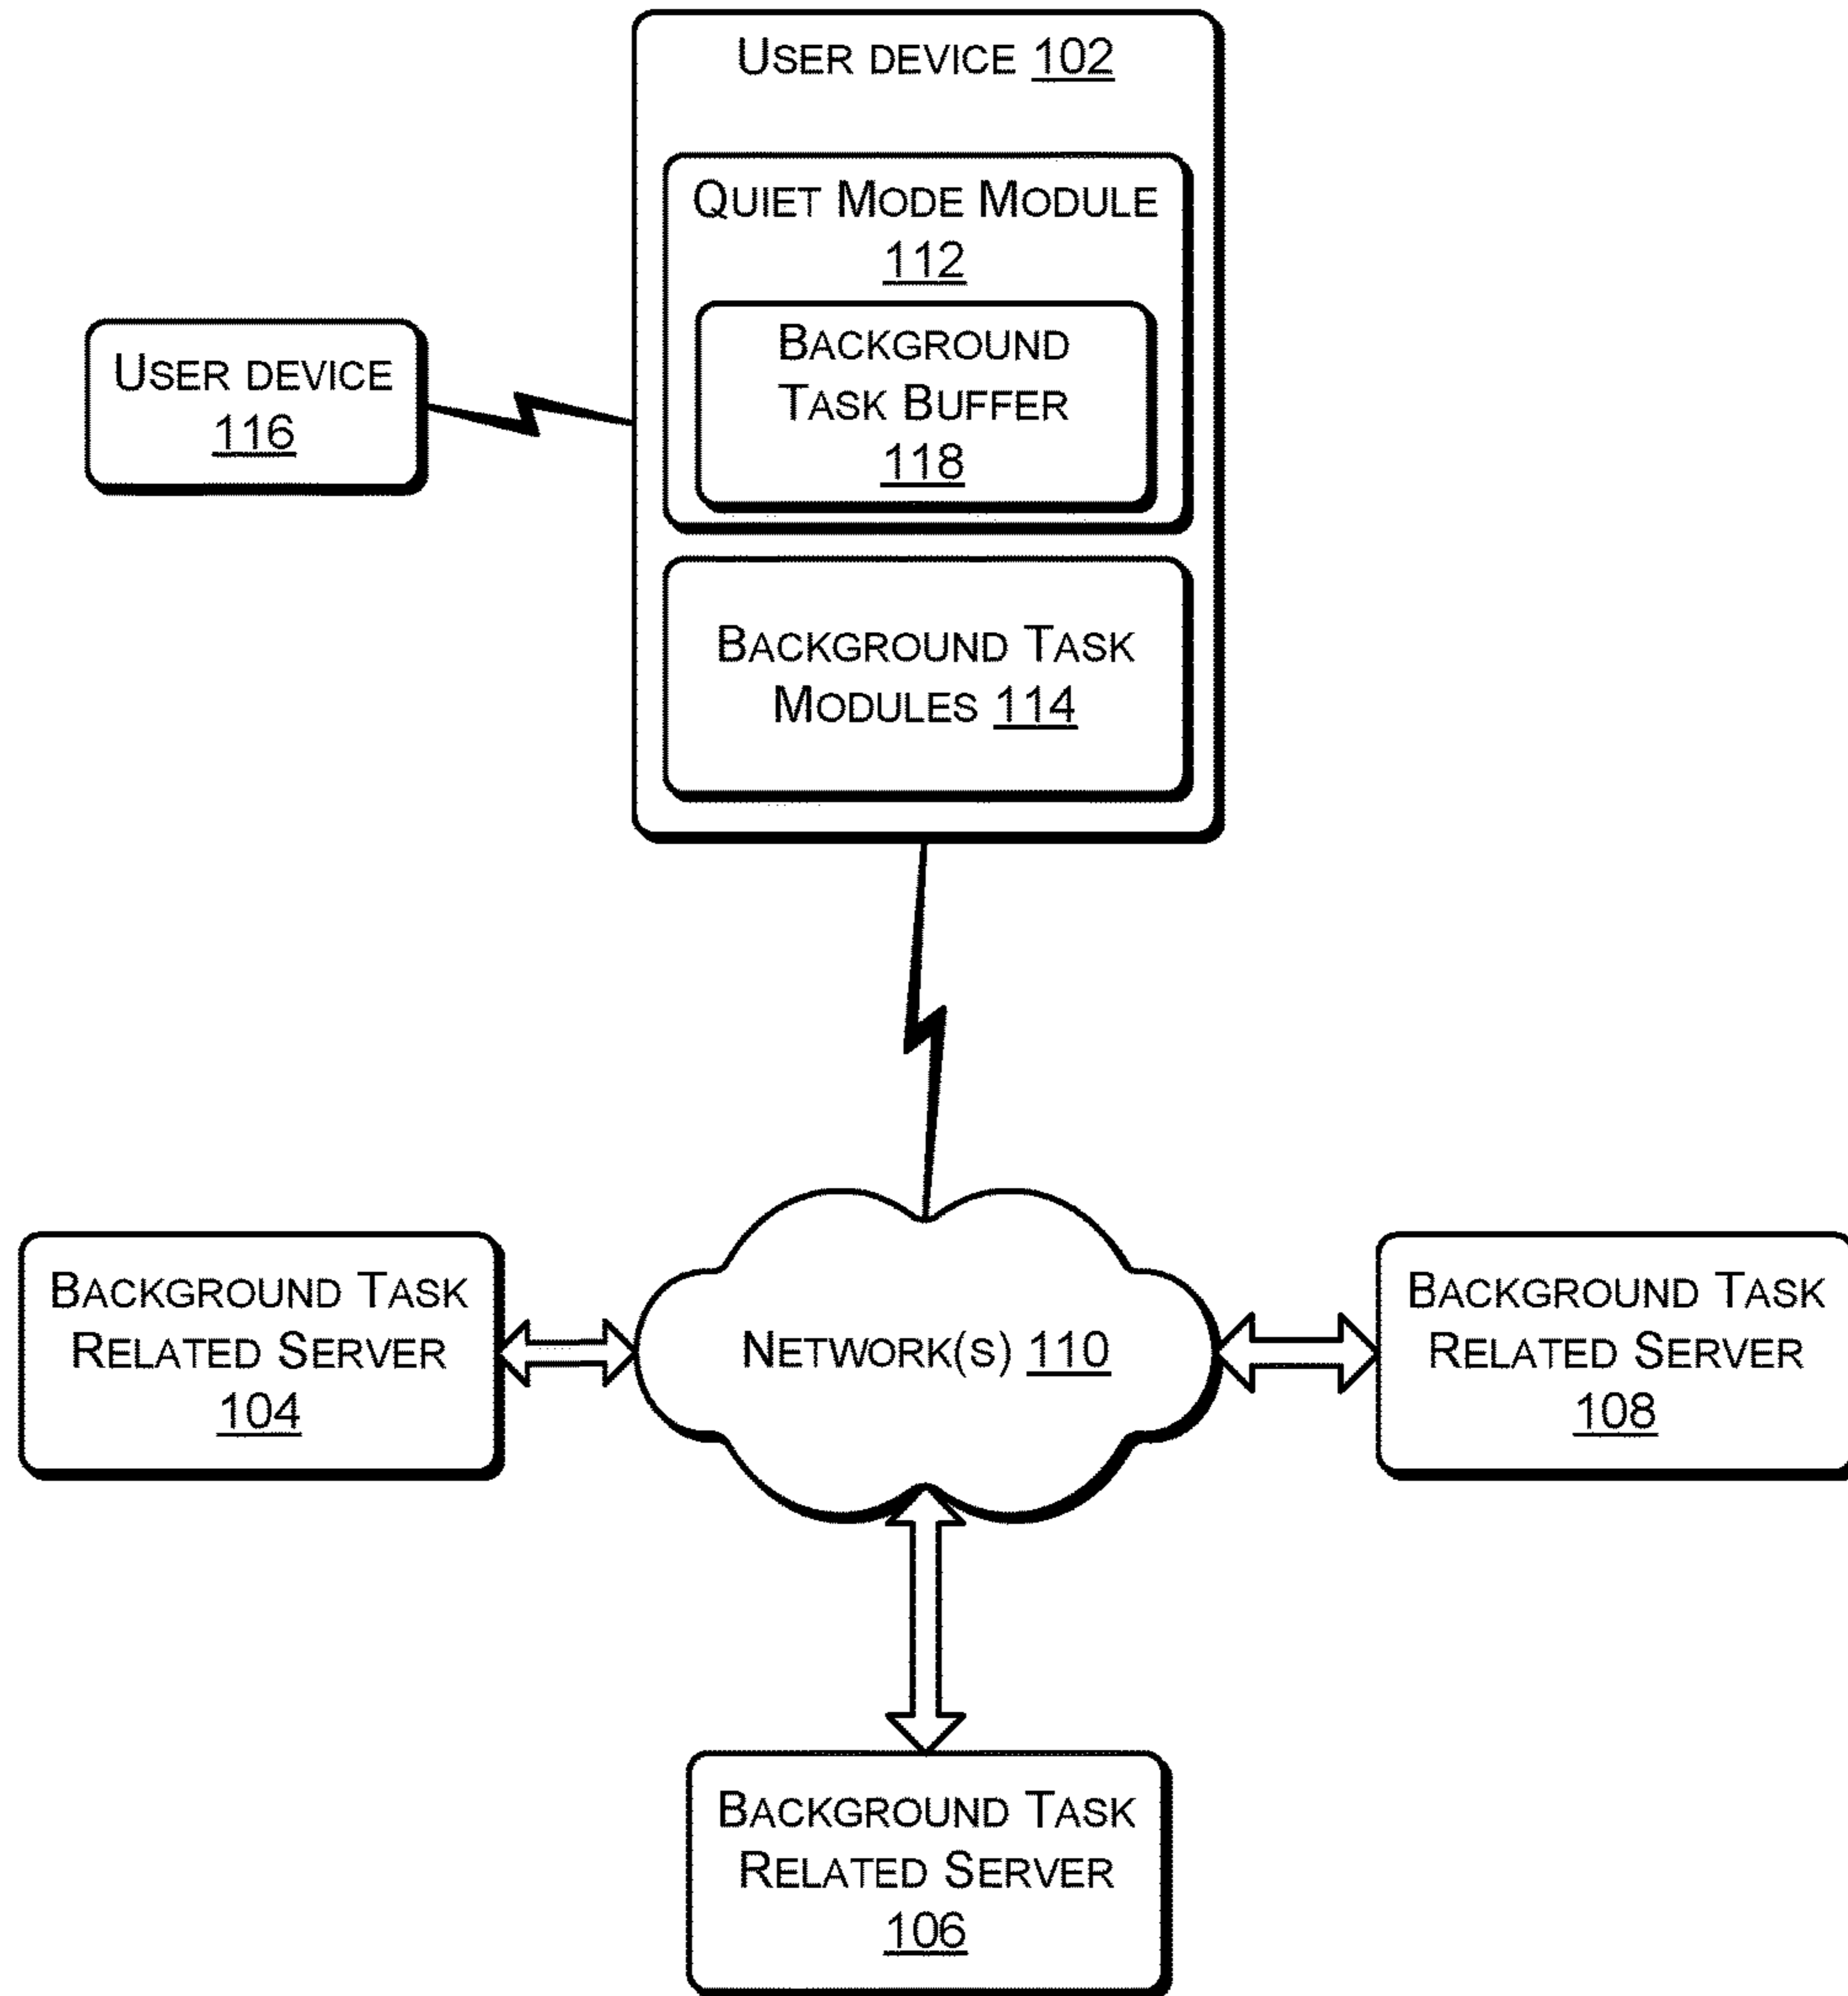 USER DEVICE 102
QUIET MODE MODULE
112
BACKGROUND
TASK BUFFER
118
USER DEVICE
116
BACKGROUND TASK
MODULES 114
BACKGROUND TASK
RELATED SERVER
104
NETWORK(S) 110
BACKGROUND TASK
RELATED SERVER
108
BACKGROUND TASK
RELATED SERVER
106